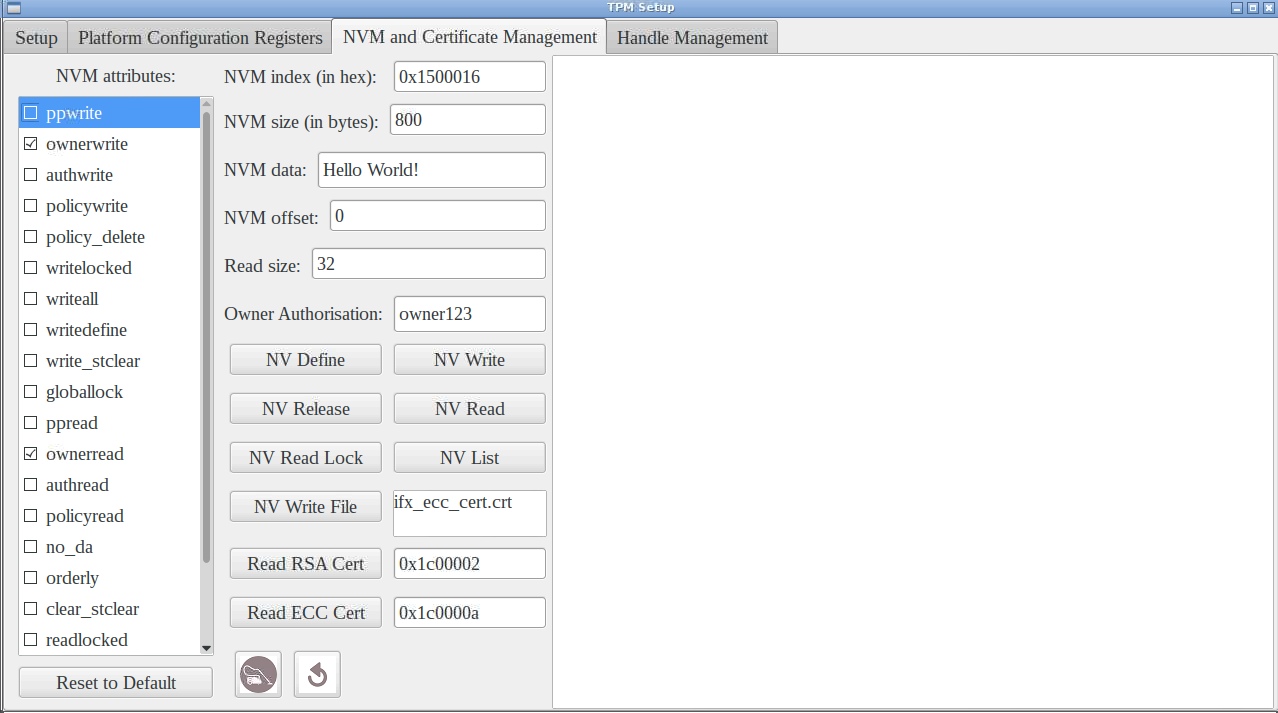 TPM Setup
Setup
Platform Configuration Registers
NVM and Certificate Management
Handle Management
NVM attributes:
ppwrite
ownerwrite
authwrite
policywrite
policy_delete
writelocked
writeall
writedefine
write_stclear
globallock
ppread
ownerread
authread
policyread
no_da
orderly
clear_stclear
readlocked
Reset to Default
NVM index (in hex): 0x1500016
NVM size (in bytes): 800
NVM data: Hello World!
NVM offset: 0
Read size: 32
Owner Authorisation: owner123
NV Define NV Write
NV Release NV Read
NV Read Lock NV List
NV Write File ifx_ecc_cert.crt
Read RSA Cert 0x1c00002
Read ECC Cert 0x1c0000a